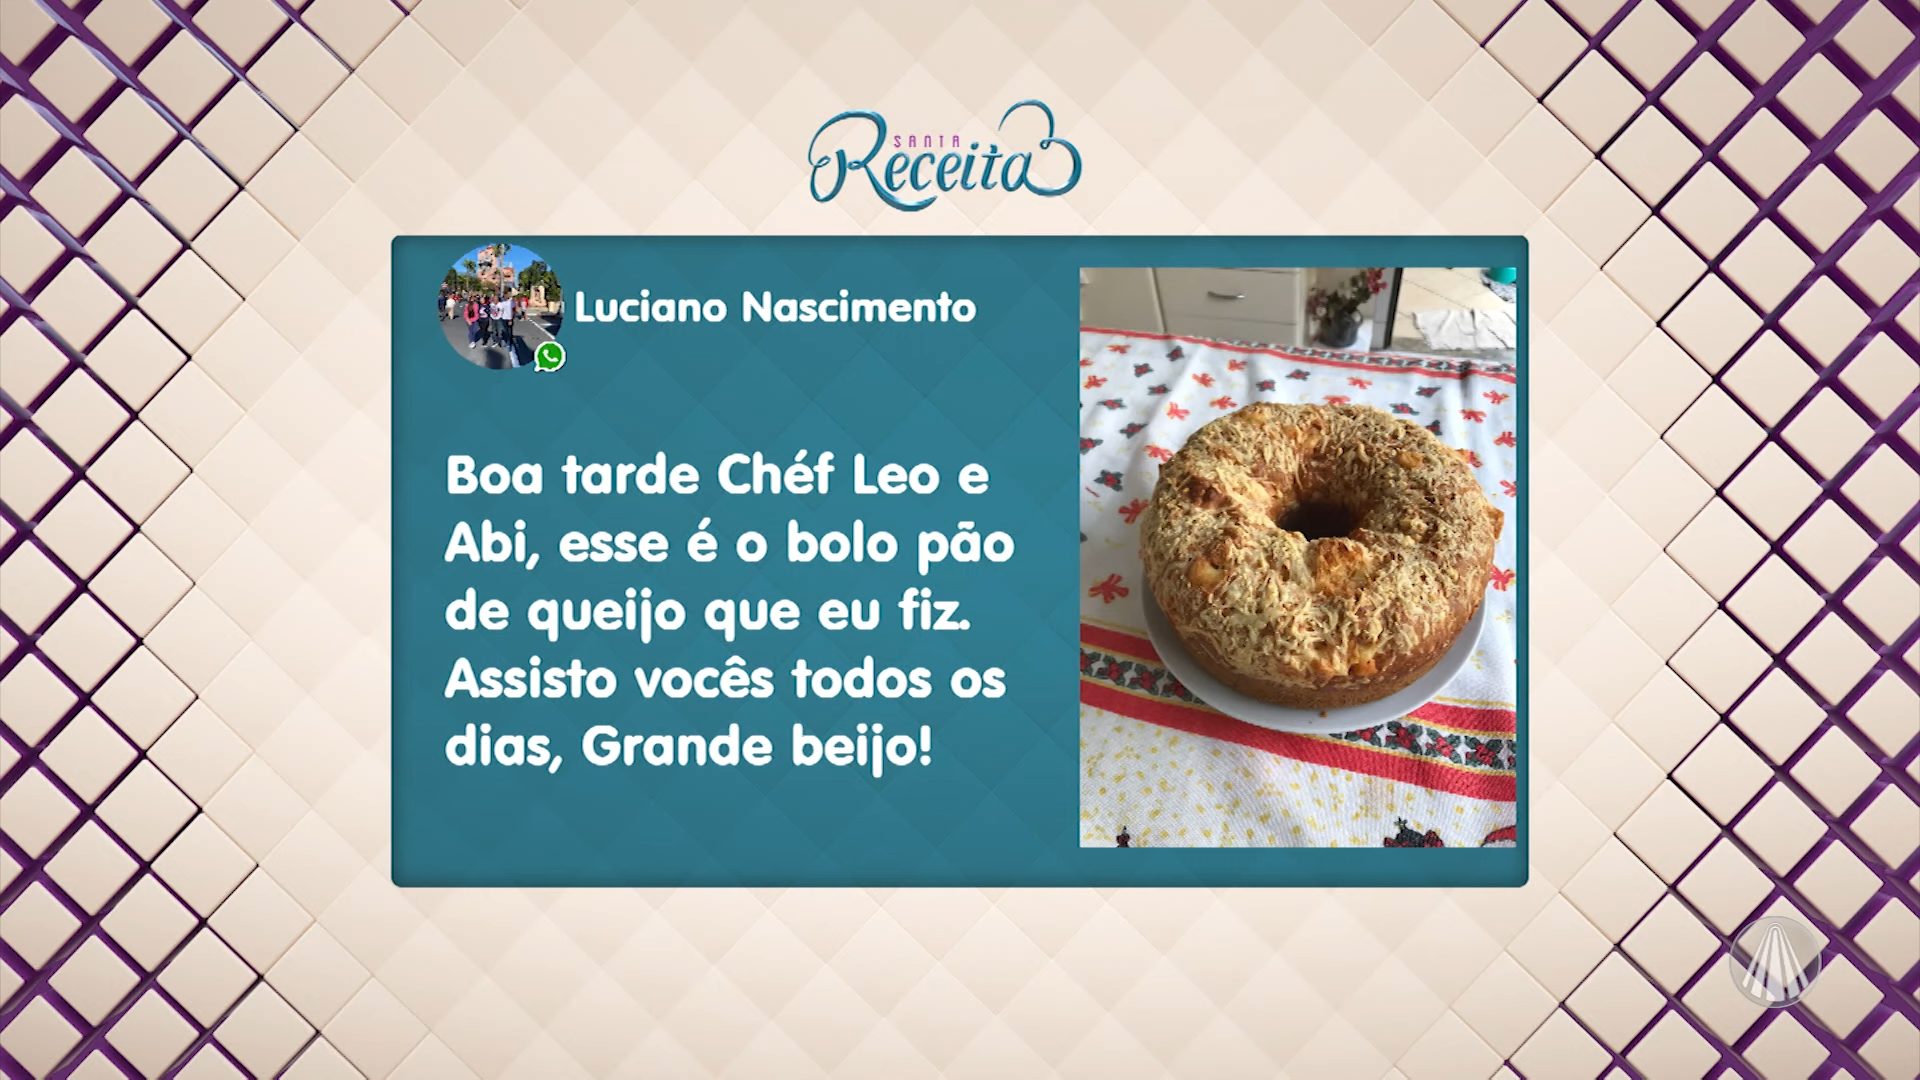 SANTA
Receita
Luciano Nascimento
Boa tarde Chéf Leo e
Abi, esse é o bolo pão
de queijo que eu fiz.
Assisto vocês todos os
dias, Grande beijo!